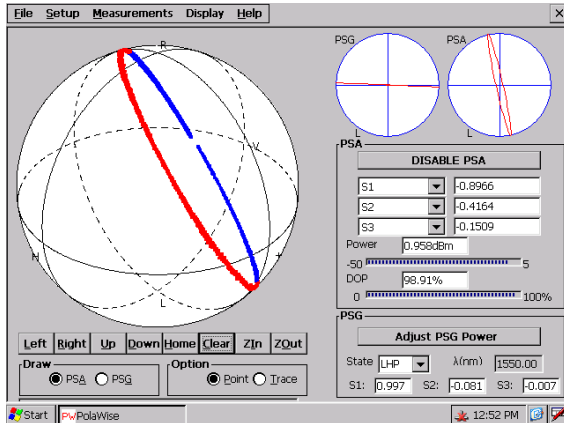 File Setup Measurements Display Help ×
R
V
H
+
L
PSG
PSA
L
L
PSA
DISABLE PSA
S1 -0.8966
S2 -0.4164
S3 -0.1509
Power 0.958dBm
-50 5
DOP 98.91%
0 100%
PSG
Adjust PSG Power
State LHP λ(nm) 1550.00
S1: 0.997 S2: -0.081 S3: -0.007
Left Right Up Down Home Clear ZIn ZOut
Draw
PSA PSG
Option
Point Trace
Start PW PolaWise 12:52 PM